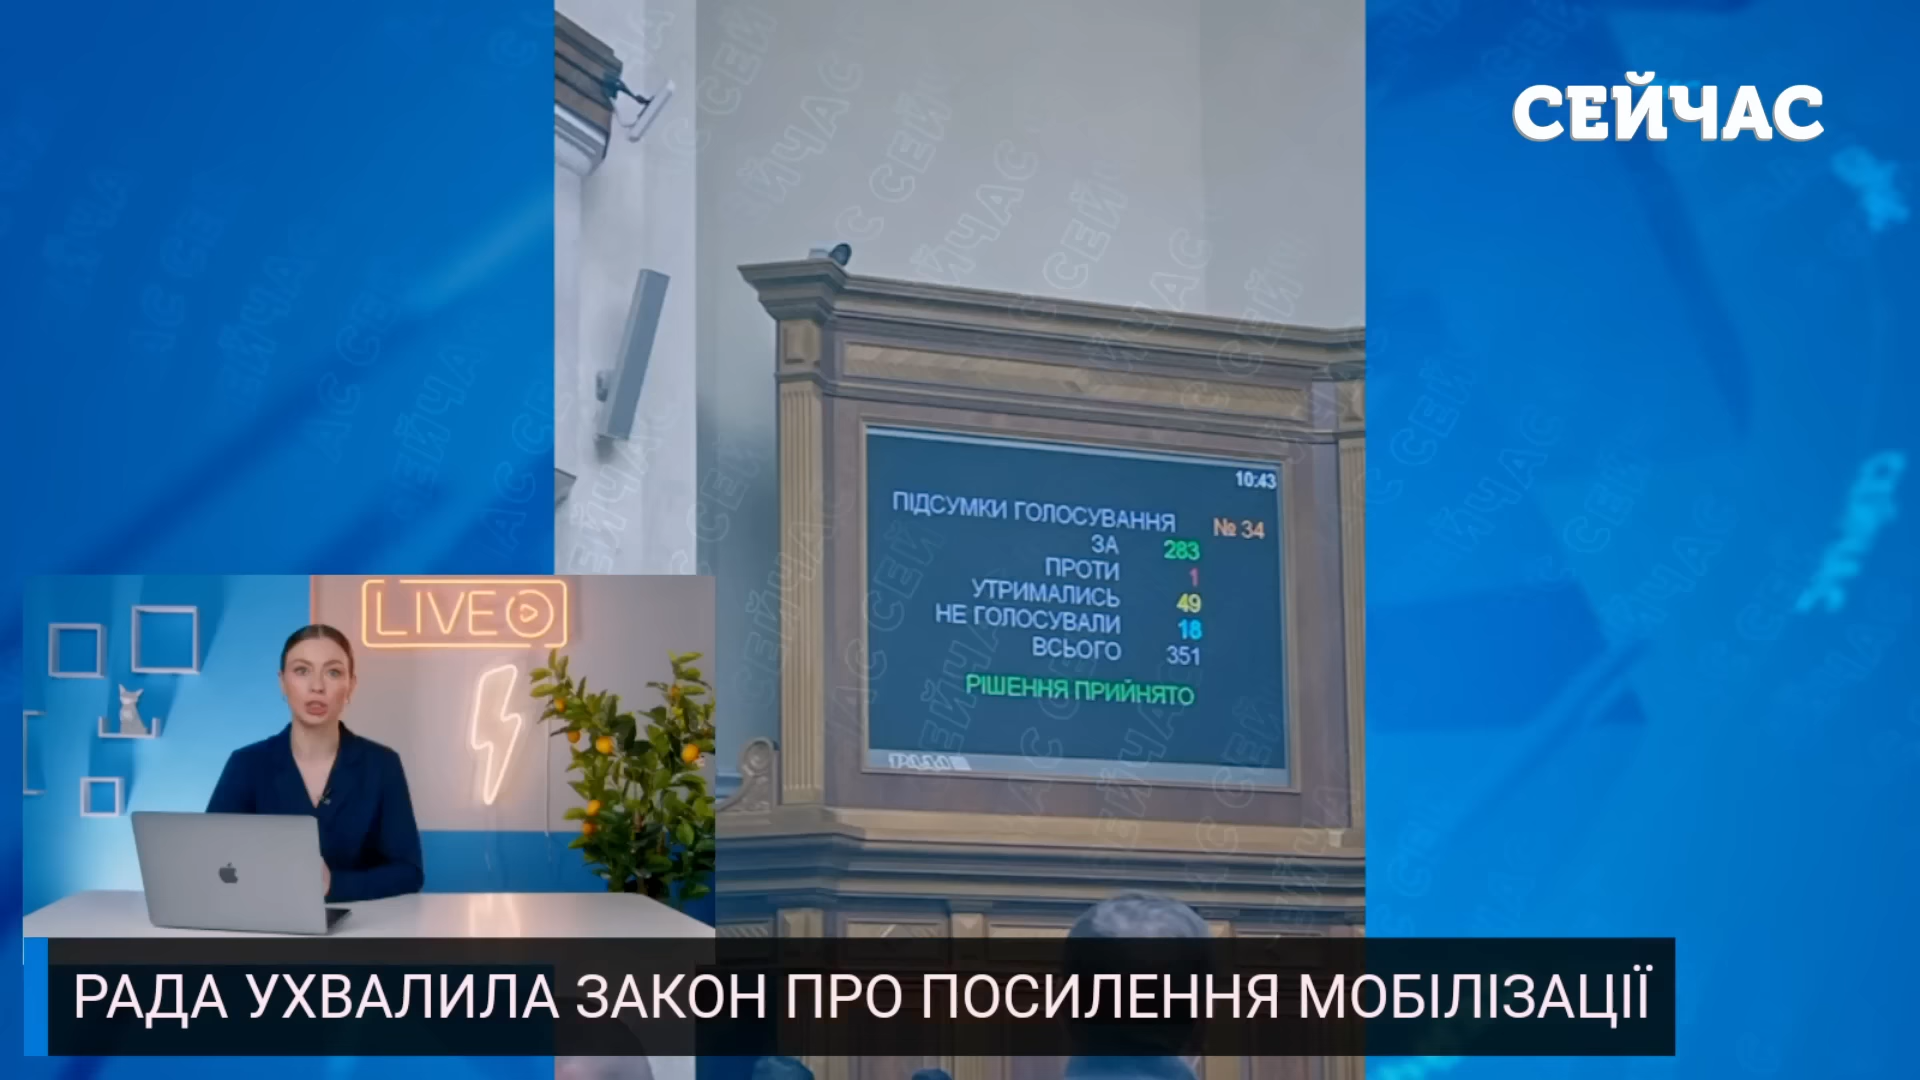 СЕЙЧАС
10:43
ПІДСУМКИ ГОЛОСУВАННЯ № 34
ЗА 283
ПРОТИ 1
УТРИМАЛИСЬ 49
НЕ ГОЛОСУВАЛИ 18
ВСЬОГО 351
РІШЕННЯ ПРИЙНЯТО
LIVE
РАДА УХВАЛИЛА ЗАКОН ПРО ПОСИЛЕННЯ МОБІЛІЗАЦІЇ